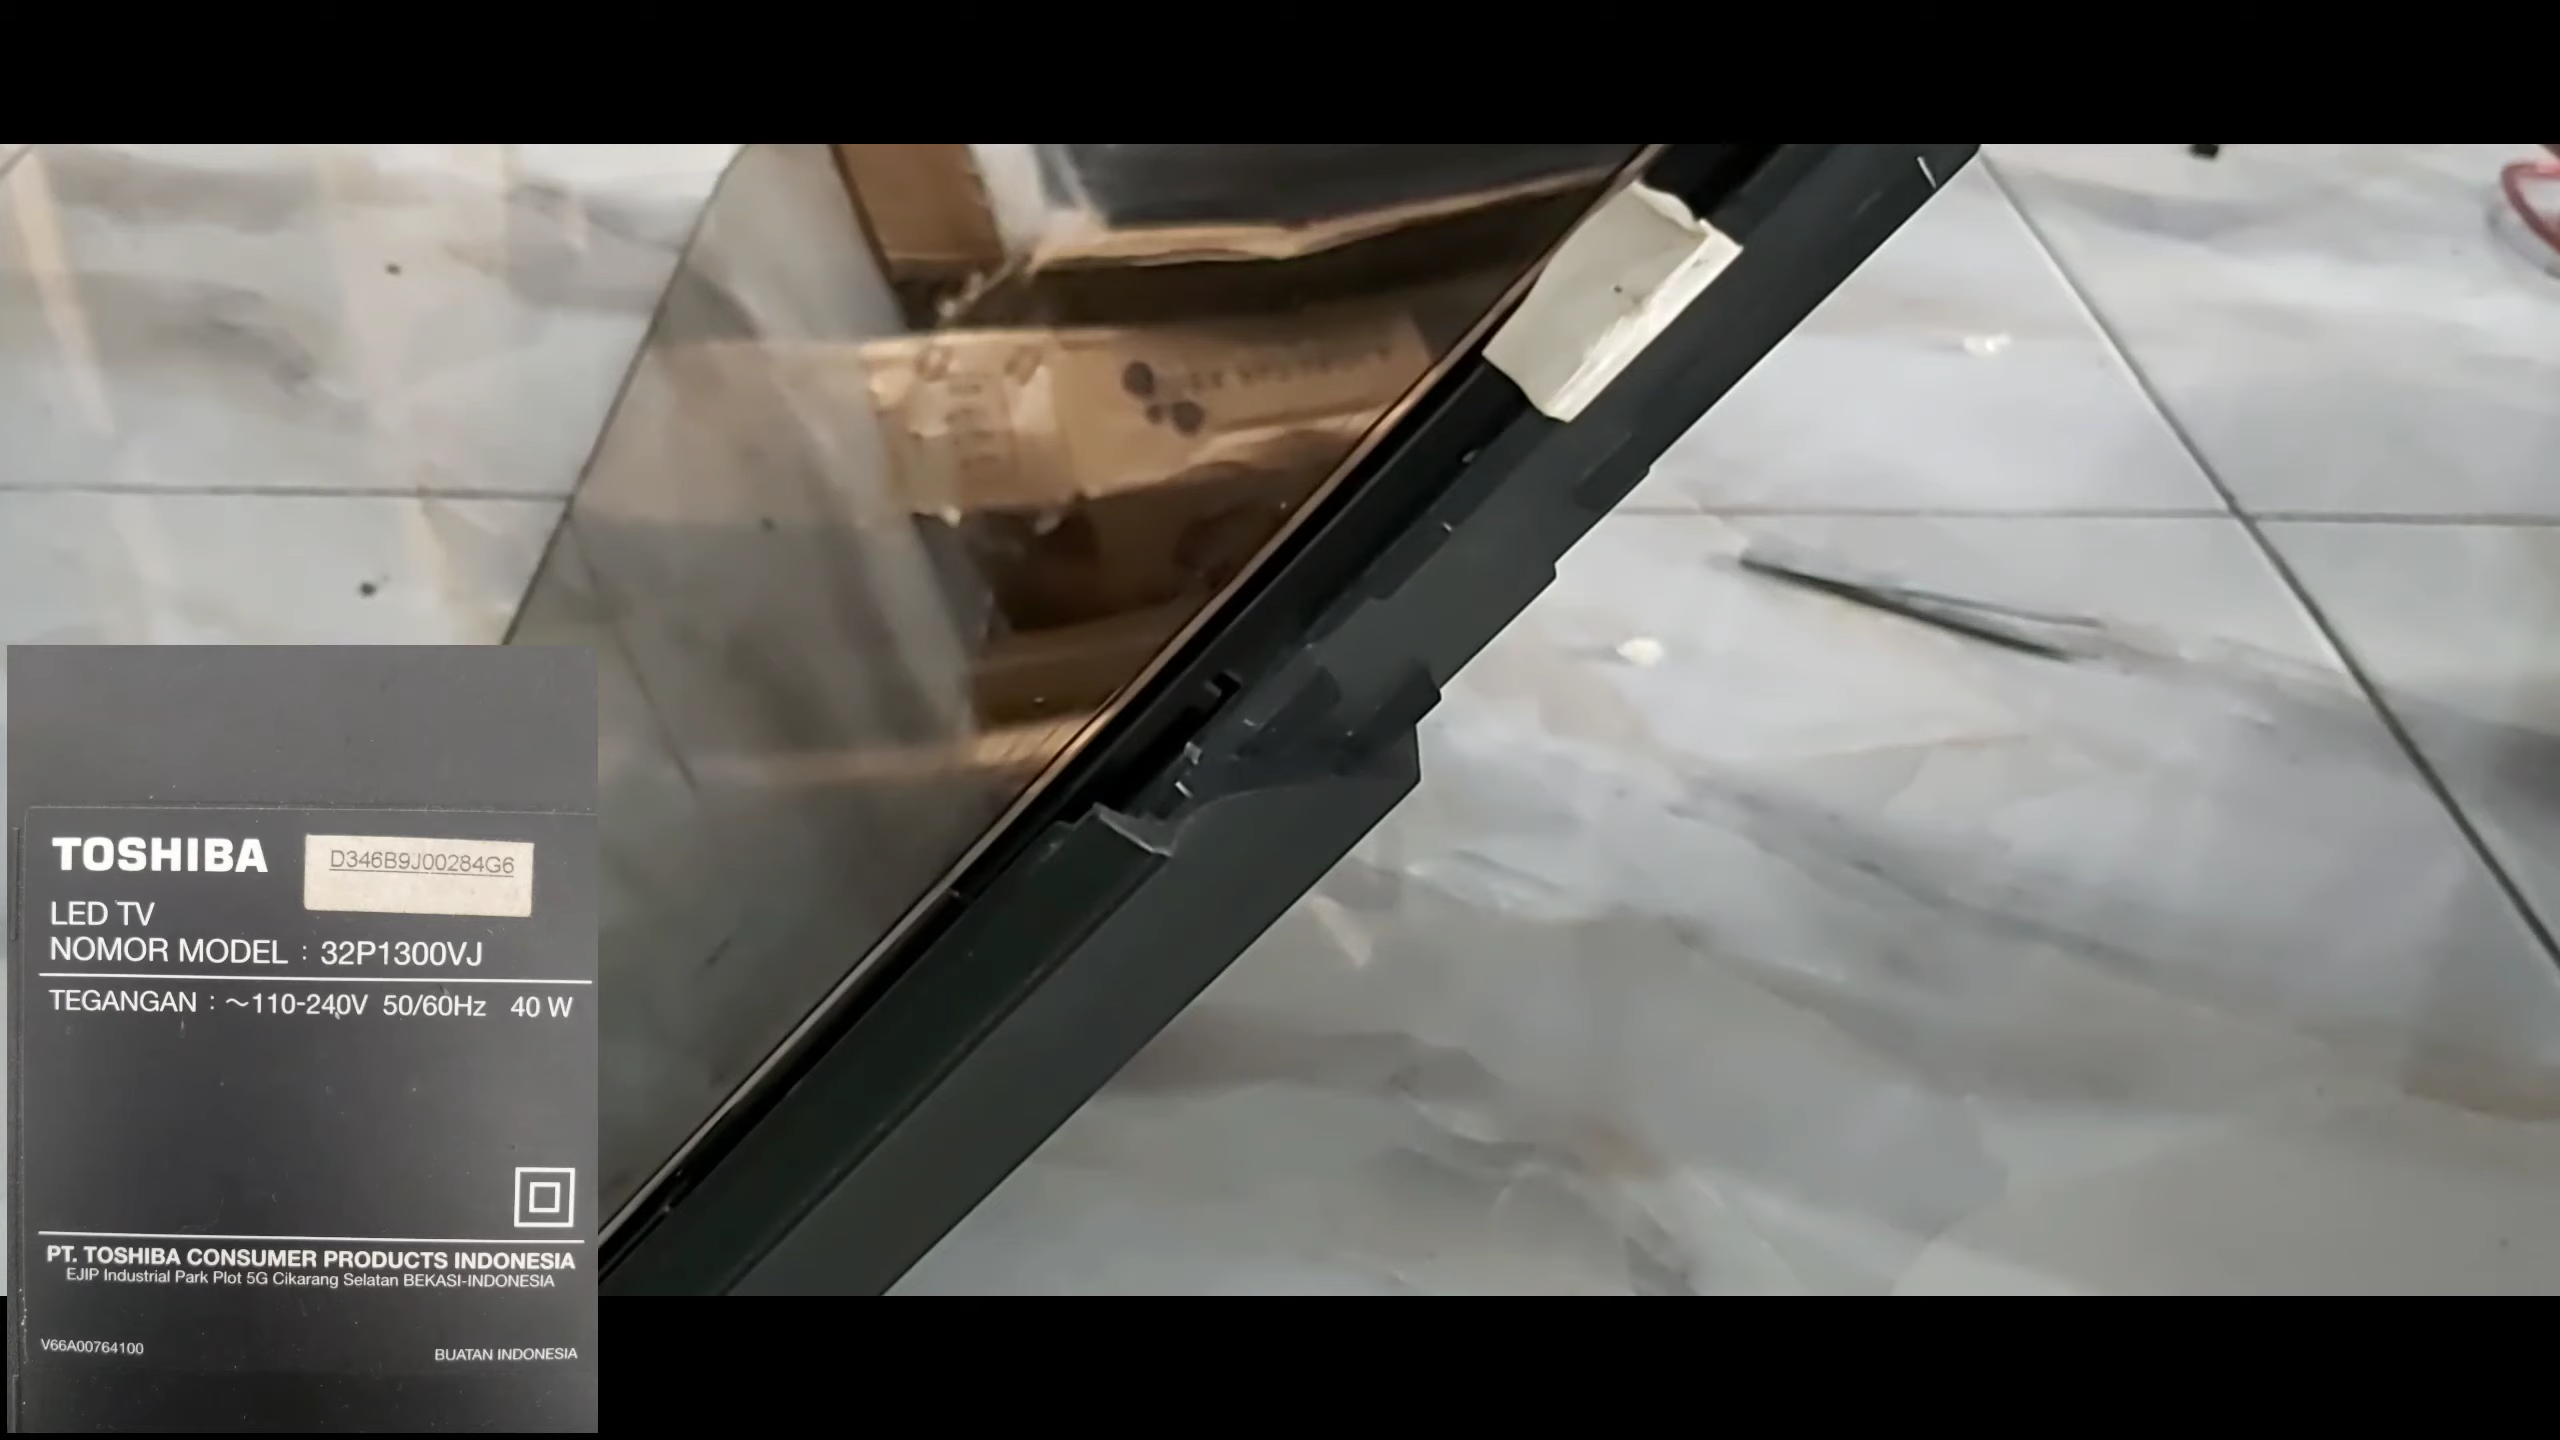 TOSHIBA
D346B9J00284G6
LED TV
NOMOR MODEL : 32P1300VJ
TEGANGAN : ～110-240V 50/60Hz 40 W
PT. TOSHIBA CONSUMER PRODUCTS INDONESIA
EJIP Industrial Park Plot 5G Cikarang Selatan BEKASI-INDONESIA
V66A00764100
BUATAN INDONESIA